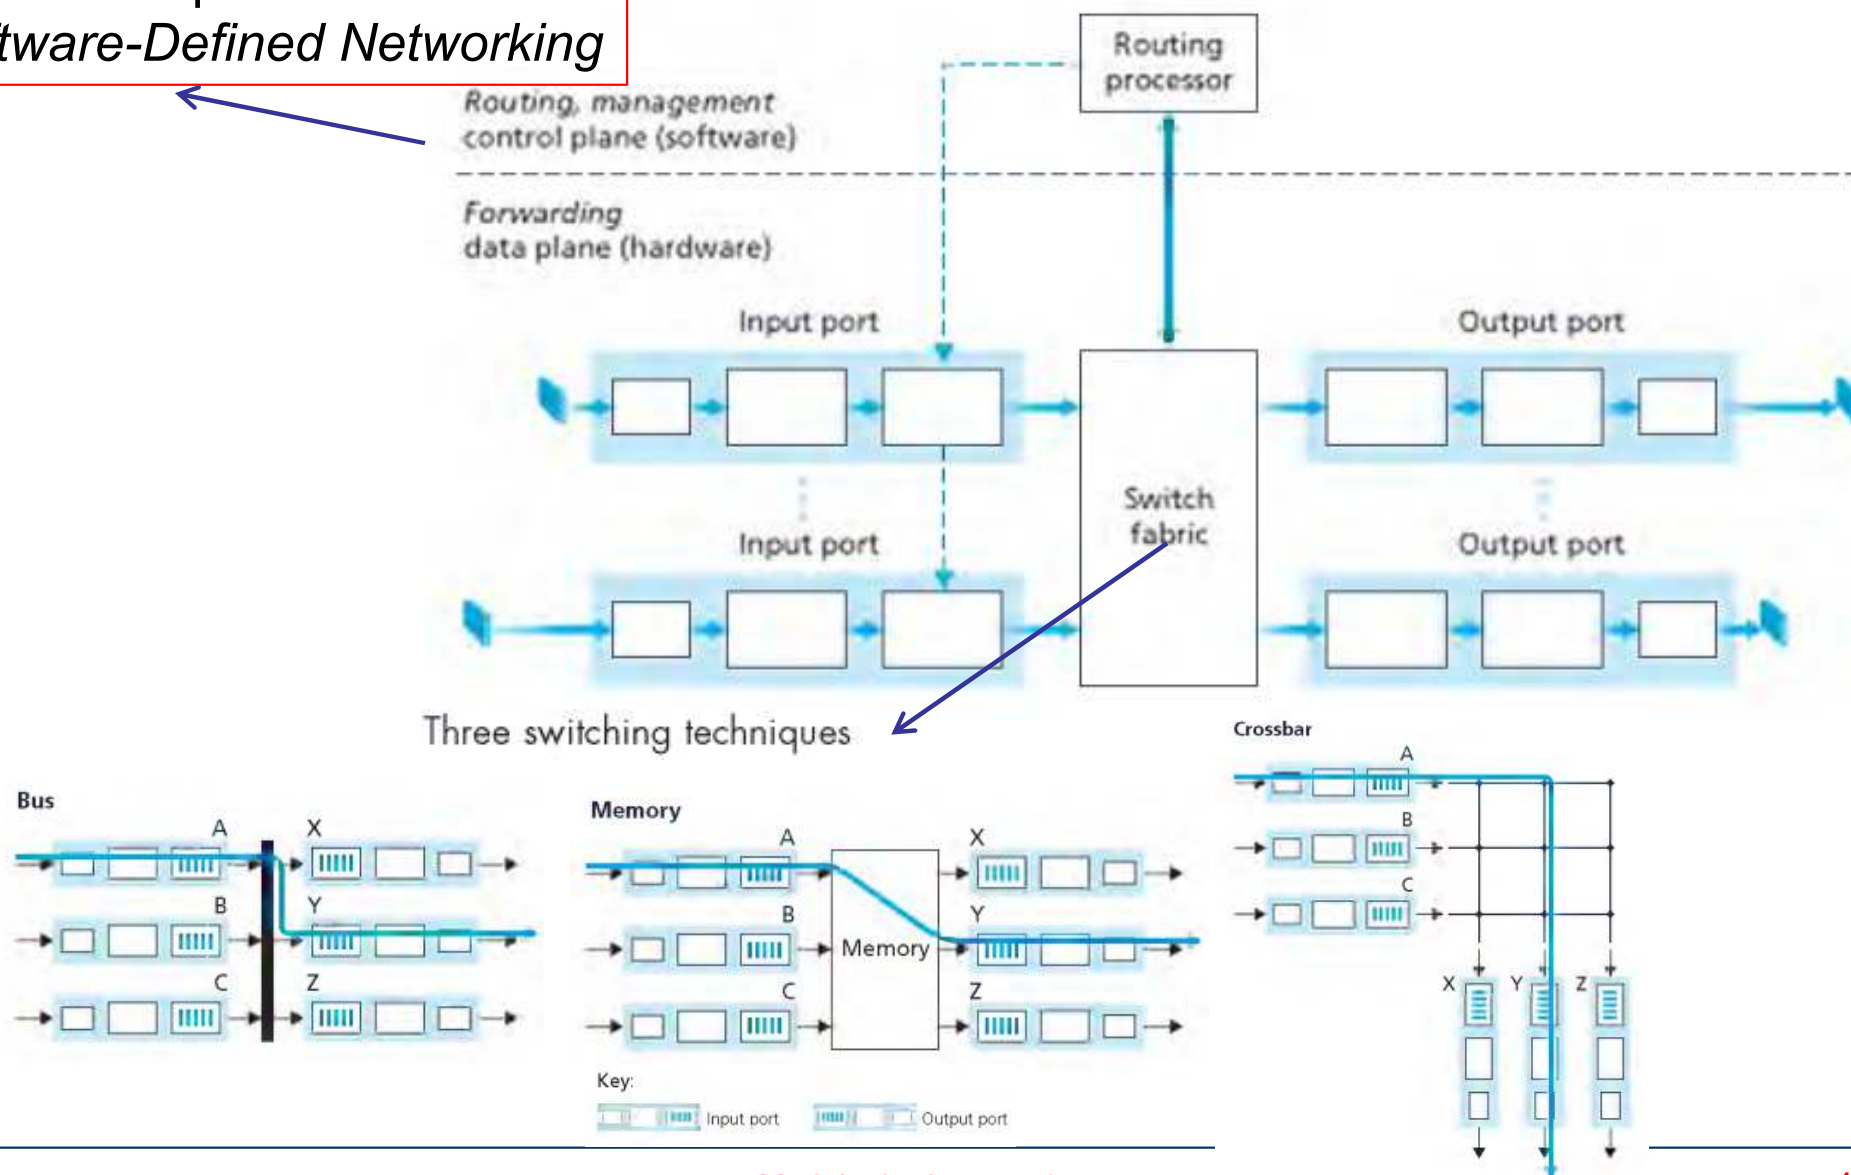 tware-Defined Networking
Routing
processor
Routing, management
control plane (software)
Forwarding
data plane (hardware)
Input port
Output port
Switch
fabric
Input port
Output port
Three switching techniques
Bus
A
X
B
Y
C
Z
Memory
A
X
B
Y
Memory
C
Z
Key:
Input port
Output port
Crossbar
A
B
C
X
Y
Z